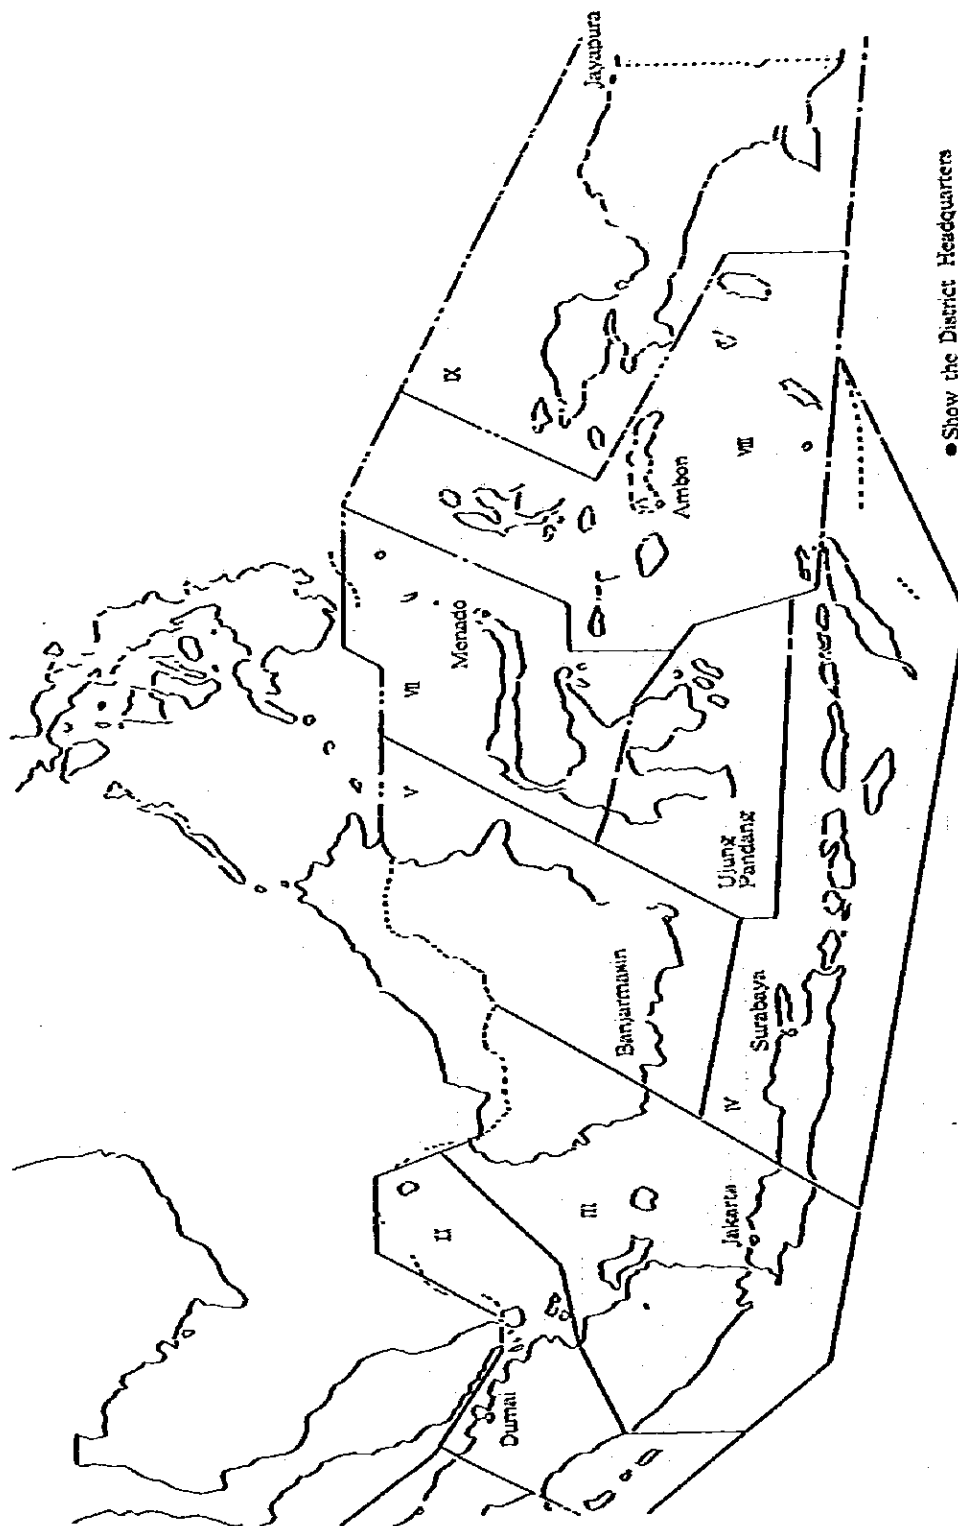 VII
V
II
IX
Menado
Dumai
III
Jayapura
Banjarmasin
Ambon
Jakarta
IV
Ujung
Pandang
VIII
Surabaya
●Show the District Headquarters